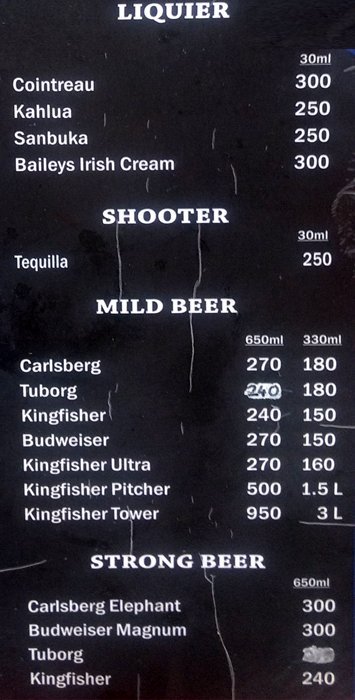 LIQUIER
30ml
Cointreau 300
Kahlua 250
Sanbuka 250
Baileys Irish Cream 300
SHOOTER
30ml
Tequilla 250
MILD BEER
650ml 330ml
Carlsberg 270 180
Tuborg 240 180
Kingfisher 240 150
Budweiser 270 150
Kingfisher Ultra 270 160
Kingfisher Pitcher 500 1.5 L
Kingfisher Tower 950 3 L
STRONG BEER
650ml
Carlsberg Elephant 300
Budweiser Magnum 300
Tuborg
Kingfisher 240